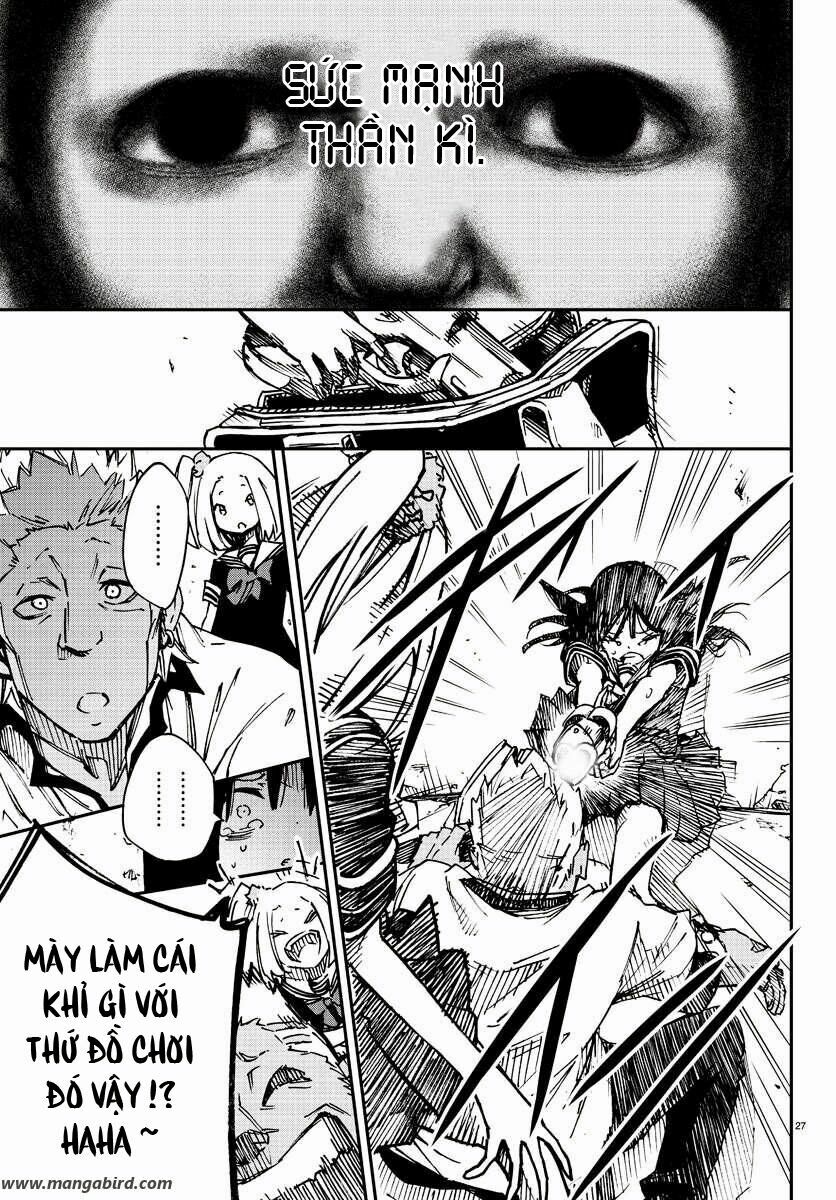 SỨC MẠNH
THẦN KÌ.
.......
.......
MÀY LÀM CÁI
KHỈ GÌ VỚI
THỨ ĐỒ CHƠI
ĐÓ VẬY !?
HAHA ~
27
www.mangabird.com